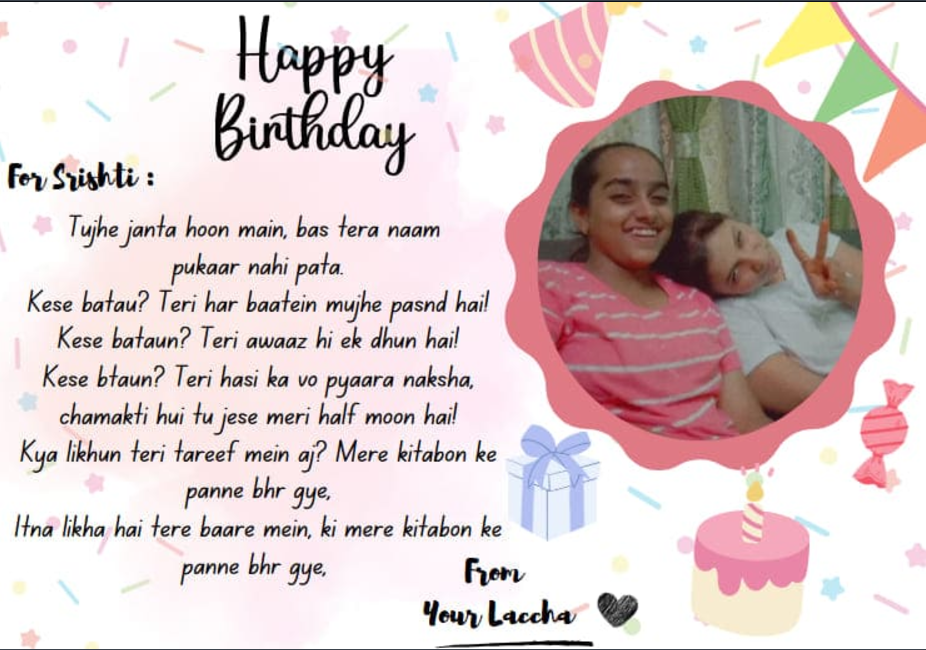 Happy
Birthday
For Srishti :
Tujhe janta hoon main, bas tera naam
pukaar nahi pata.
Kese batau? Teri har baatein mujhe pasnd hai!
Kese bataun? Teri awaaz hi ek dhun hai!
Kese btaun? Teri hasi ka vo pyaara naksha,
chamakti hui tu jese meri half moon hai!
Kya likhun teri tareef mein aj? Mere kitabon ke
panne bhr gye,
Itna likha hai tere baare mein, ki mere kitabon ke
panne bhr gye,
From
Your Laccha